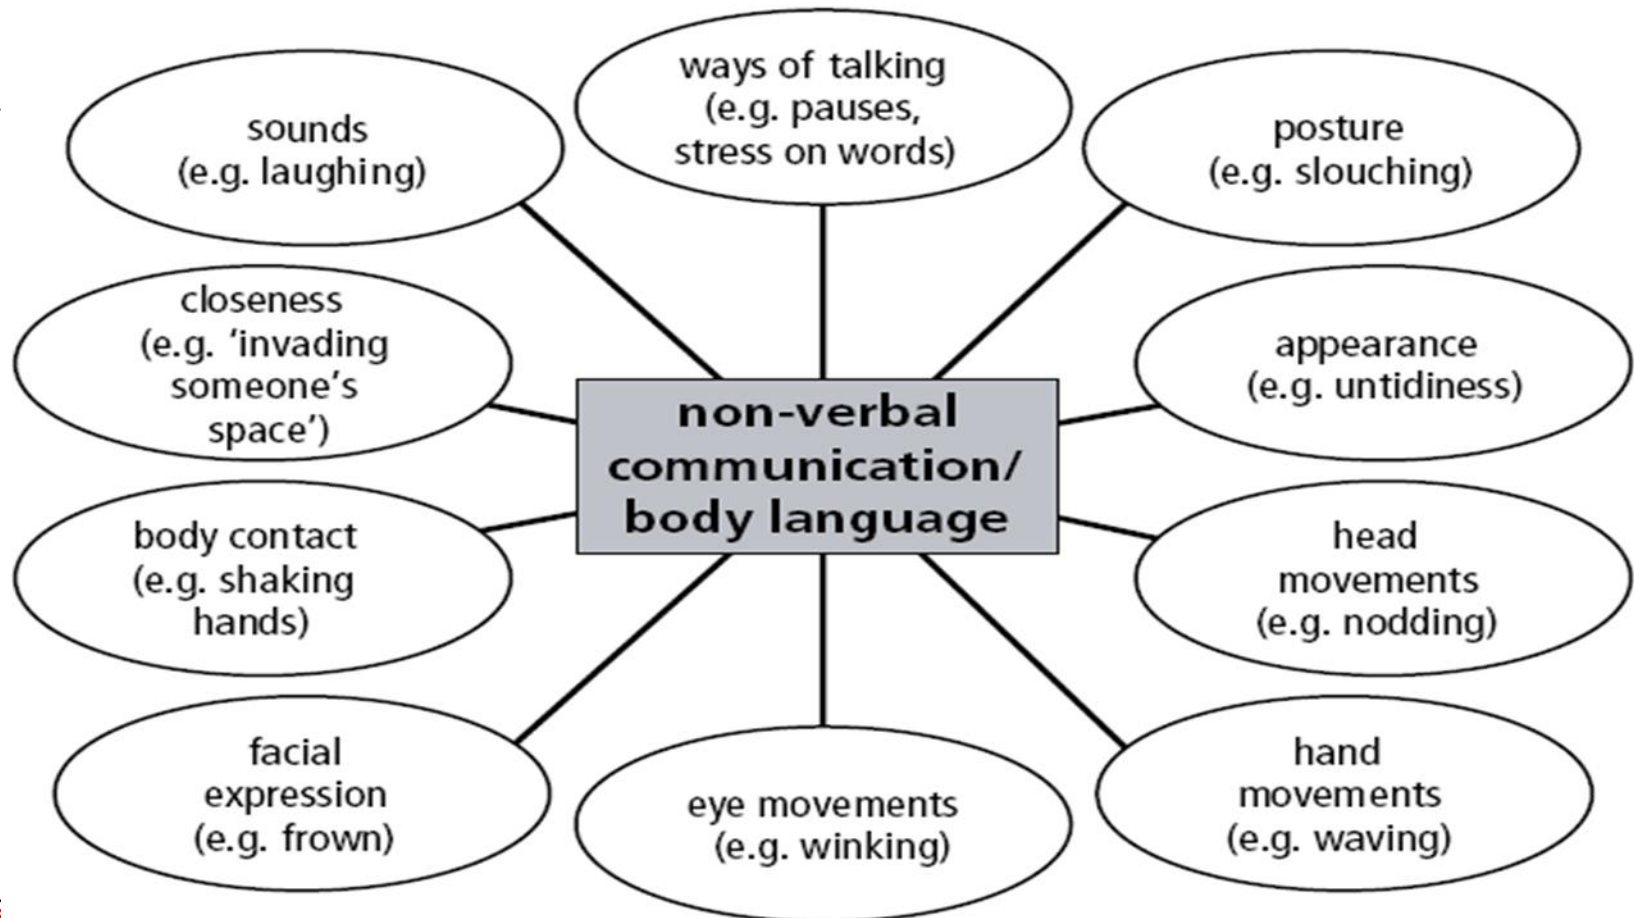 ways of talking
(e.g. pauses,
stress on words)
sounds
(e.g. laughing)
posture
(e.g. slouching)
closeness
(e.g. ‘invading
someone’s
space’)
appearance
(e.g. untidiness)
non-verbal
communication/
body language
body contact
(e.g. shaking
hands)
head
movements
(e.g. nodding)
facial
expression
(e.g. frown)
eye movements
(e.g. winking)
hand
movements
(e.g. waving)